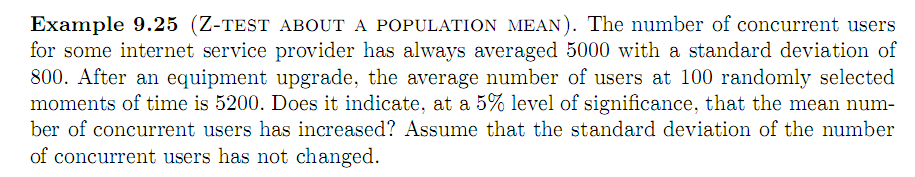 Example 9.25 (Z-TEST ABOUT A POPULATION MEAN). The number of concurrent users
for some internet service provider has always averaged 5000 with a standard deviation of
800. After an equipment upgrade, the average number of users at 100 randomly selected
moments of time is 5200. Does it indicate, at a 5% level of significance, that the mean num-
ber of concurrent users has increased? Assume that the standard deviation of the number
of concurrent users has not changed.